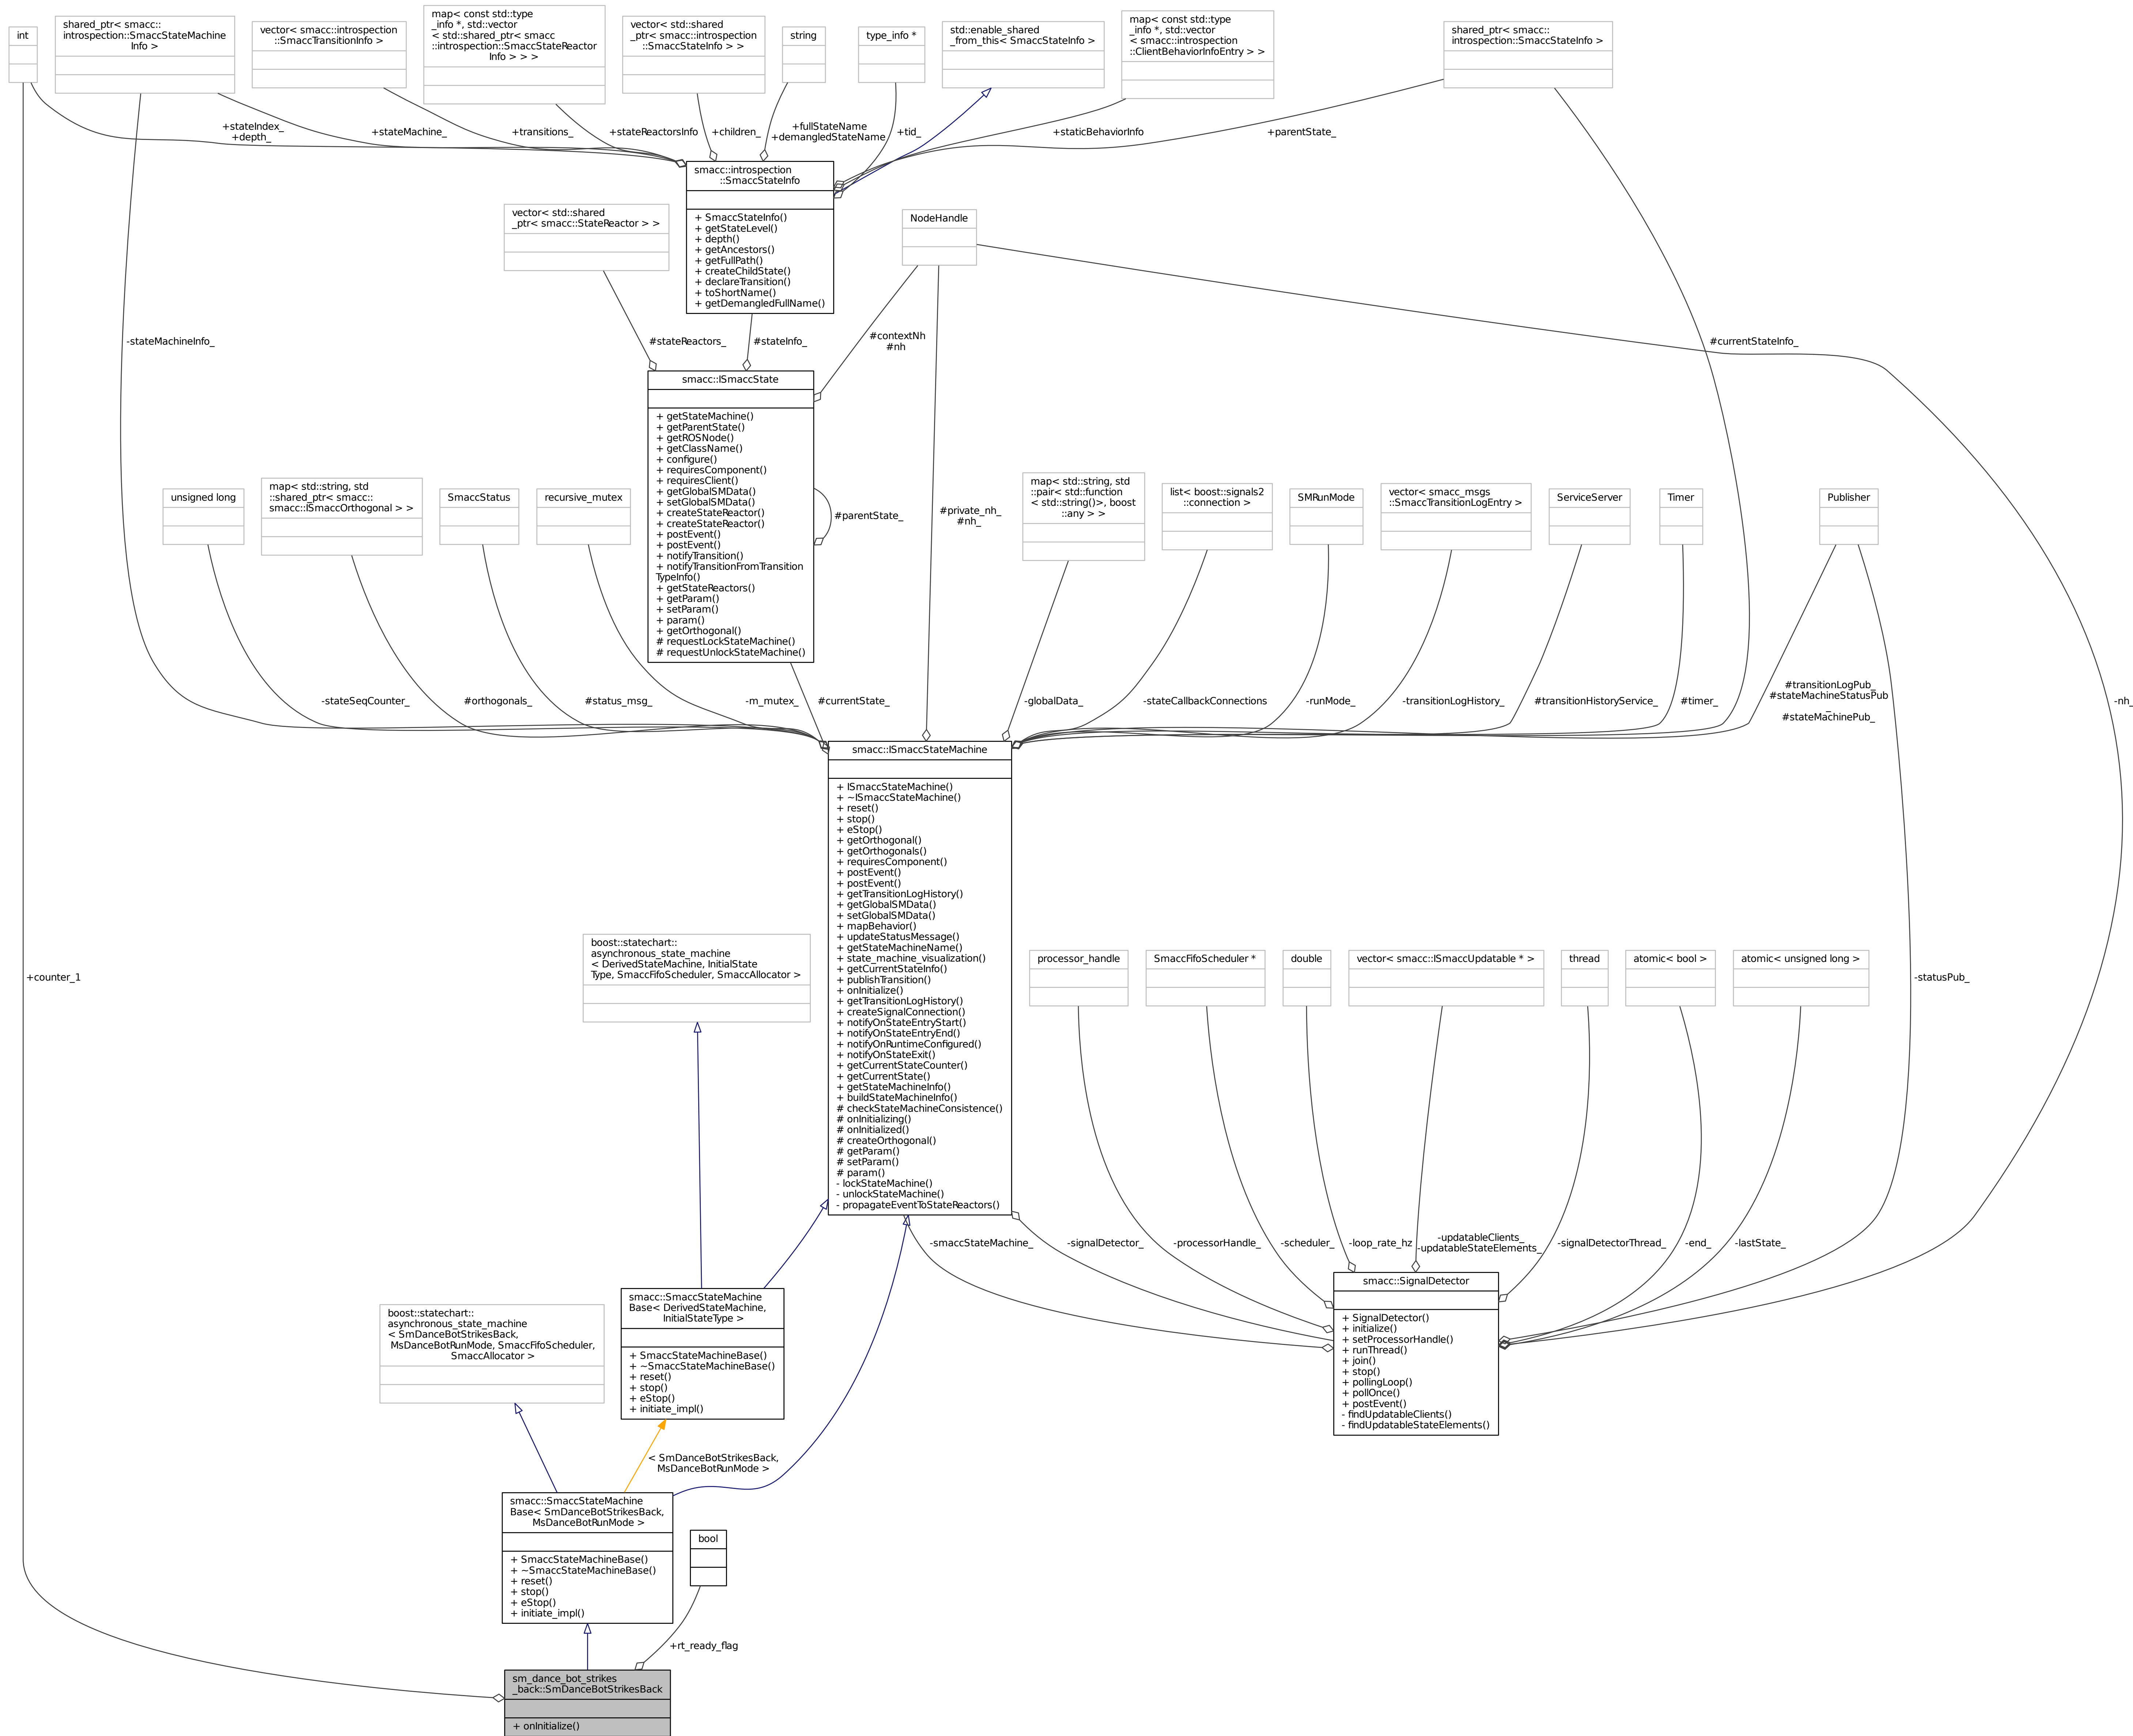 int
shared_ptr< smacc::
introspection::SmaccStateMachine
Info >
vector< smacc::introspection
::SmaccTransitionInfo >
map< const std::type
_info *, std::vector
< std::shared_ptr< smacc
::introspection::SmaccStateReactor
Info > > >
vector< std::shared
_ptr< smacc::introspection
::SmaccStateInfo > >
string
type_info *
std::enable_shared
_from_this< SmaccStateInfo >
map< const std::type
_info *, std::vector
< smacc::introspection
::ClientBehaviorInfoEntry > >
shared_ptr< smacc::
introspection::SmaccStateInfo >
+stateIndex_
+depth_
+stateMachine_
+transitions_
+stateReactorsInfo
+children_
+fullStateName
+demangledStateName
+tid_
+staticBehaviorInfo
+parentState_
smacc::introspection
::SmaccStateInfo
+ SmaccStateInfo()
+ getStateLevel()
+ depth()
+ getAncestors()
+ getFullPath()
+ createChildState()
+ declareTransition()
+ toShortName()
+ getDemangledFullName()
vector< std::shared
_ptr< smacc::StateReactor > >
NodeHandle
-stateMachineInfo_
#stateReactors_
#stateInfo_
#contextNh
#nh
#currentStateInfo_
smacc::ISmaccState
+ getStateMachine()
+ getParentState()
+ getROSNode()
+ getClassName()
+ configure()
+ requiresComponent()
+ requiresClient()
+ getGlobalSMData()
+ setGlobalSMData()
+ createStateReactor()
+ createStateReactor()
+ postEvent()
+ postEvent()
+ notifyTransition()
+ notifyTransitionFromTransition
TypeInfo()
+ getStateReactors()
+ getParam()
+ setParam()
+ param()
+ getOrthogonal()
# requestLockStateMachine()
# requestUnlockStateMachine()
#parentState_
#private_nh_
#nh_
unsigned long
map< std::string, std
::shared_ptr< smacc::
smacc::ISmaccOrthogonal > >
SmaccStatus
recursive_mutex
map< std::string, std
::pair< std::function
< std::string()>, boost
::any > >
list< boost::signals2
::connection >
SMRunMode
vector< smacc_msgs
::SmaccTransitionLogEntry >
ServiceServer
Timer
Publisher
-stateSeqCounter_
#orthogonals_
#status_msg_
-m_mutex_
#currentState_
-globalData_
-stateCallbackConnections
-runMode_
-transitionLogHistory_
#transitionHistoryService_
#timer_
#transitionLogPub_
#stateMachineStatusPub
_
#stateMachinePub_
-nh_
smacc::ISmaccStateMachine
+ ISmaccStateMachine()
+ ~ISmaccStateMachine()
+ reset()
+ stop()
+ eStop()
+ getOrthogonal()
+ getOrthogonals()
+ requiresComponent()
+ postEvent()
+ postEvent()
+ getTransitionLogHistory()
+ getGlobalSMData()
+ setGlobalSMData()
+ mapBehavior()
+ updateStatusMessage()
+ getStateMachineName()
+ state_machine_visualization()
+ getCurrentStateInfo()
+ publishTransition()
+ onInitialize()
+ getTransitionLogHistory()
+ createSignalConnection()
+ notifyOnStateEntryStart()
+ notifyOnStateEntryEnd()
+ notifyOnRuntimeConfigured()
+ notifyOnStateExit()
+ getCurrentStateCounter()
+ getCurrentState()
+ getStateMachineInfo()
+ buildStateMachineInfo()
# checkStateMachineConsistence()
# onInitializing()
# onInitialized()
# createOrthogonal()
# getParam()
# setParam()
# param()
- lockStateMachine()
- unlockStateMachine()
- propagateEventToStateReactors()
+counter_1
boost::statechart::
asynchronous_state_machine
< DerivedStateMachine, InitialState
Type, SmaccFifoScheduler, SmaccAllocator >
processor_handle
SmaccFifoScheduler *
double
vector< smacc::ISmaccUpdatable * >
thread
atomic< bool >
atomic< unsigned long >
-statusPub_
-smaccStateMachine_
-signalDetector_
-processorHandle_
-scheduler_
-loop_rate_hz
-updatableClients_
-updatableStateElements_
-signalDetectorThread_
-end_
-lastState_
smacc::SignalDetector
+ SignalDetector()
+ initialize()
+ setProcessorHandle()
+ runThread()
+ join()
+ stop()
+ pollingLoop()
+ pollOnce()
+ postEvent()
- findUpdatableClients()
- findUpdatableStateElements()
boost::statechart::
asynchronous_state_machine
< SmDanceBotStrikesBack,
MsDanceBotRunMode, SmaccFifoScheduler,
SmaccAllocator >
smacc::SmaccStateMachine
Base< DerivedStateMachine,
InitialStateType >
+ SmaccStateMachineBase()
+ ~SmaccStateMachineBase()
+ reset()
+ stop()
+ eStop()
+ initiate_impl()
< SmDanceBotStrikesBack,
MsDanceBotRunMode >
smacc::SmaccStateMachine
Base< SmDanceBotStrikesBack,
MsDanceBotRunMode >
+ SmaccStateMachineBase()
+ ~SmaccStateMachineBase()
+ reset()
+ stop()
+ eStop()
+ initiate_impl()
bool
+rt_ready_flag
sm_dance_bot_strikes
_back::SmDanceBotStrikesBack
+ onInitialize()